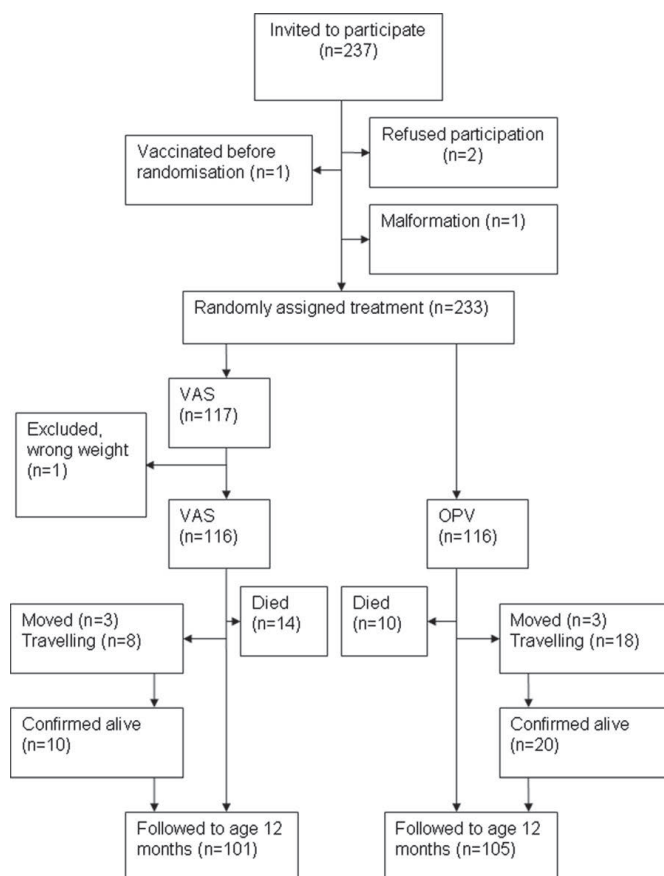 Invited to participate
(n=237)
Refused participation
(n=2)
Vaccinated before
randomisation (n=1)
Malformation (n=1)
Randomly assigned treatment (n=233)
VAS
(n=117)
Excluded,
wrong weight
(n=1)
VAS
(n=116)
OPV
(n=116)
Moved (n=3)
Travelling (n=8)
Died
(n=14)
Died
(n=10)
Moved (n=3)
Travelling (n=18)
Confirmed alive
(n=10)
Confirmed alive
(n=20)
Followed to age 12
months (n=101)
Followed to age 12
months (n=105)